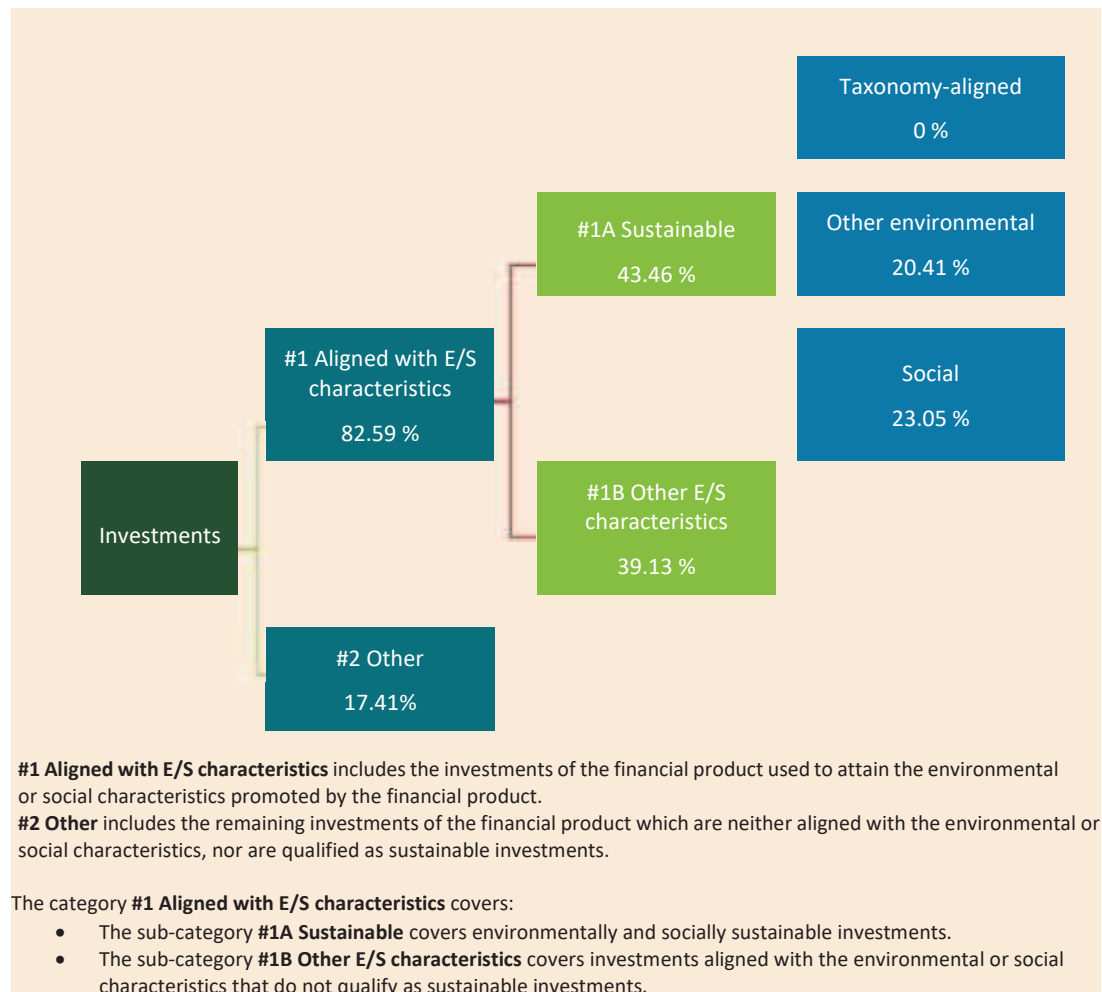 Taxonomy-aligned
0 %
#1A Sustainable
43.46 %
Other environmental
20.41 %
#1 Aligned with E/S
characteristics
82.59 %
Social
23.05 %
Investments
#1B Other E/S
characteristics
39.13 %
#2 Other
17.41%
#1 Aligned with E/S characteristics includes the investments of the financial product used to attain the environmental
or social characteristics promoted by the financial product.
#2 Other includes the remaining investments of the financial product which are neither aligned with the environmental or
social characteristics, nor are qualified as sustainable investments.
The category #1 Aligned with E/S characteristics covers:
• The sub-category #1A Sustainable covers environmentally and socially sustainable investments.
• The sub-category #1B Other E/S characteristics covers investments aligned with the environmental or social
characteristics that do not qualify as sustainable investments.